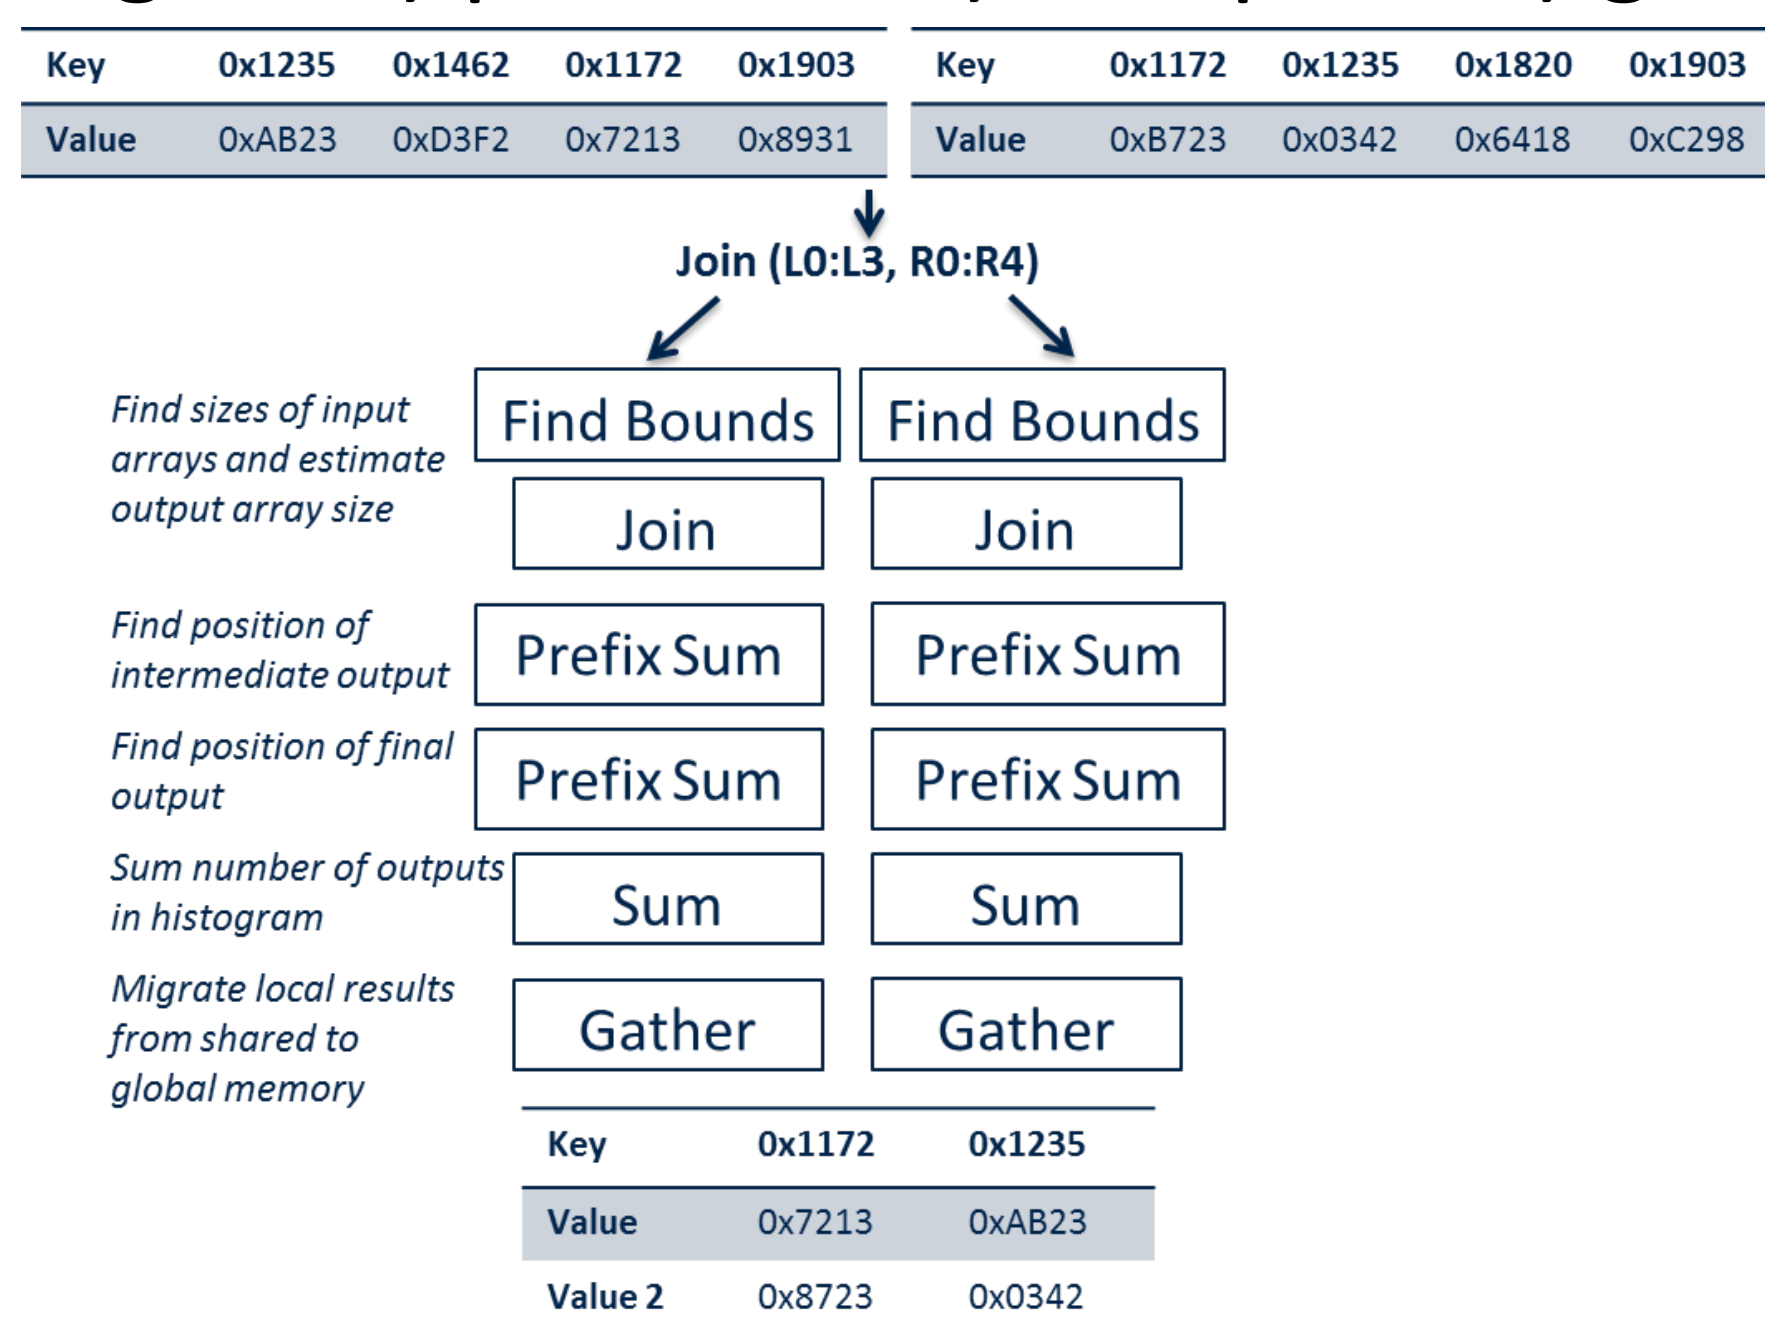 Key 0x1235 0x1462 0x1172 0x1903
Value 0xAB23 0xD3F2 0x7213 0x8931
Key 0x1172 0x1235 0x1820 0x1903
Value 0xB723 0x0342 0x6418 0xC298
Join (L0:L3, R0:R4)
Find sizes of input
arrays and estimate
output array size
Find Bounds Find Bounds
Join Join
Find position of
intermediate output
Prefix Sum Prefix Sum
Find position of final
output
Prefix Sum Prefix Sum
Sum number of outputs
in histogram
Sum Sum
Migrate local results
from shared to
global memory
Gather Gather
Key 0x1172 0x1235
Value 0x7213 0xAB23
Value 2 0x8723 0x0342